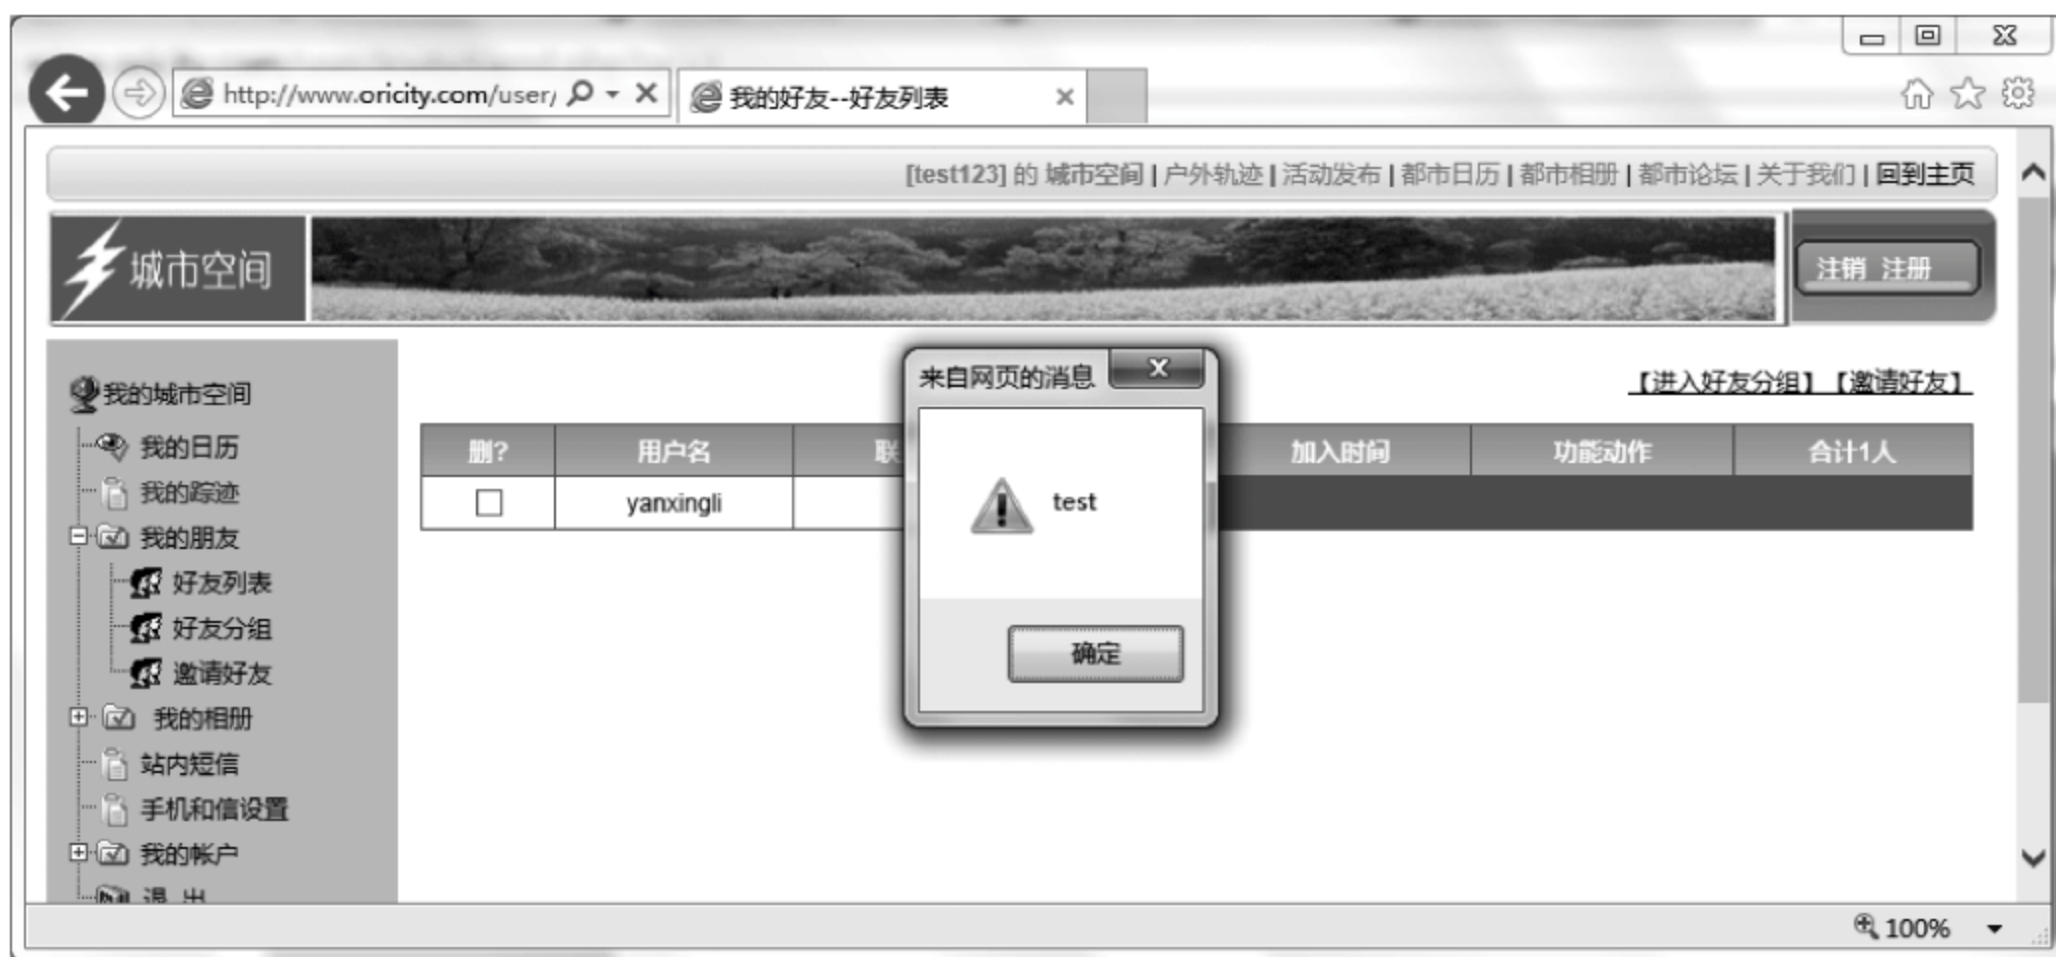 http://www.oricity.com/user/
我的好友--好友列表
[test123] 的 城市空间 | 户外轨迹 | 活动发布 | 都市日历 | 都市相册 | 都市论坛 | 关于我们 | 回到主页
城市空间
注销 注册
我的城市空间
我的日历
我的踪迹
我的朋友
好友列表
好友分组
邀请好友
我的相册
站内短信
手机和信设置
我的帐户
退 出
【进入好友分组】【邀请好友】
删? 用户名 联 加入时间 功能动作 合计1人
yanxingli
来自网页的消息
test
确定
100%